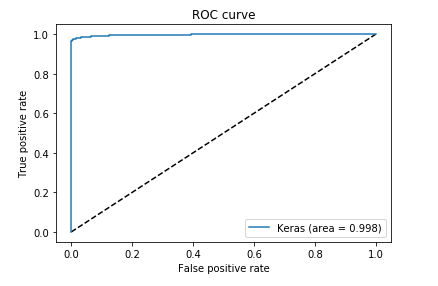 ROC curve
True positive rate
1.0
0.8
0.6
0.4
0.2
0.0
0.0 0.2 0.4 0.6 0.8 1.0
False positive rate
Keras (area = 0.998)